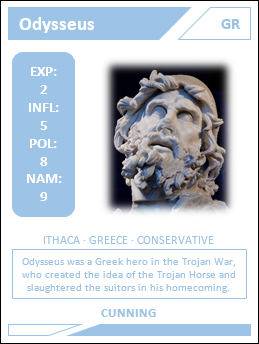 Odysseus
GR
EXP:
2
INFL:
5
POL:
8
NAM:
9
ITHACA · GREECE · CONSERVATIVE
Odysseus was a Greek hero in the Trojan War,
who created the idea of the Trojan Horse and
slaughtered the suitors in his homecoming.
CUNNING